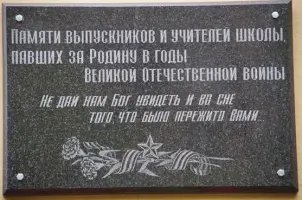 Памяти выпускников и учителей школы,
павших за Родину в годы
Великой Отечественной войны
Не дай нам Бог увидеть и во сне
того, что было пережито Вами...